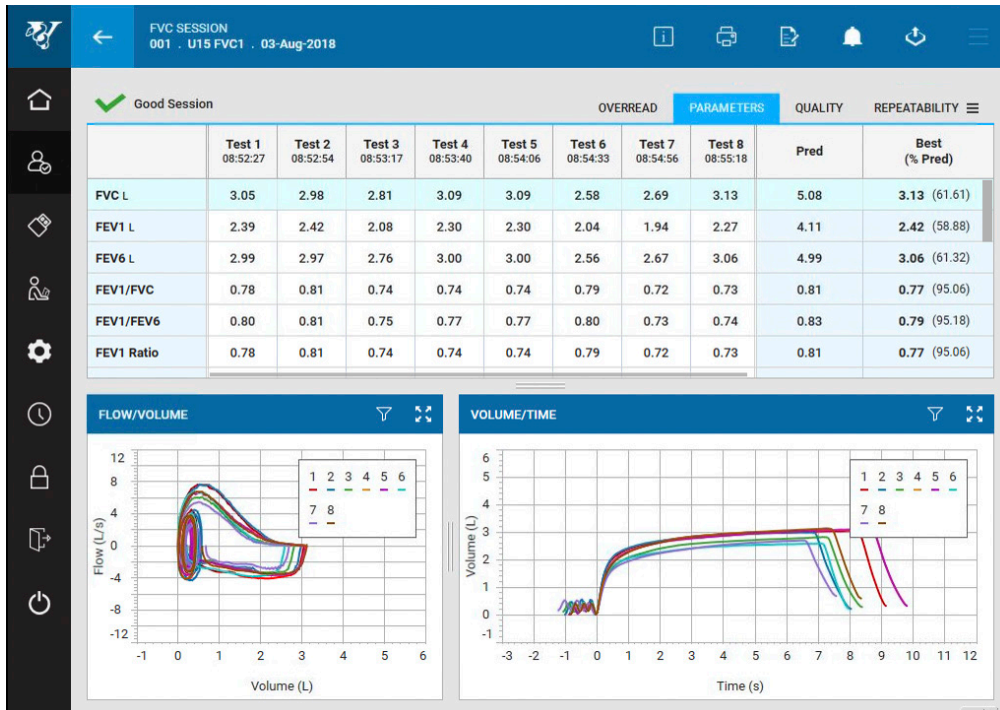 FVC SESSION
001 . U15 FVC1 . 03-Aug-2018
Good Session
OVERREAD PARAMETERS QUALITY REPEATABILITY
Test 1 Test 2 Test 3 Test 4 Test 5 Test 6 Test 7 Test 8 Pred Best
08:52:27 08:52:54 08:53:17 08:53:40 08:54:06 08:54:33 08:54:56 08:55:18 (% Pred)
FVC L 3.05 2.98 2.81 3.09 3.09 2.58 2.69 3.13 5.08 3.13 (61.61)
FEV1 L 2.39 2.42 2.08 2.30 2.30 2.04 1.94 2.27 4.11 2.42 (58.88)
FEV6 L 2.99 2.97 2.76 3.00 3.00 2.56 2.67 3.06 4.99 3.06 (61.32)
FEV1/FVC 0.78 0.81 0.74 0.74 0.74 0.79 0.72 0.73 0.81 0.77 (95.06)
FEV1/FEV6 0.80 0.81 0.75 0.77 0.77 0.80 0.73 0.74 0.83 0.79 (95.18)
FEV1 Ratio 0.78 0.81 0.74 0.74 0.74 0.79 0.72 0.73 0.81 0.77 (95.06)
FLOW/VOLUME
12
8
4
0
-4
-8
-12
Flow (L/s)
1 2 3 4 5 6
7 8
-1 0 1 2 3 4 5 6
Volume (L)
VOLUME/TIME
6
5
4
3
2
1
0
-1
Volume (L)
1 2 3 4 5 6
7 8
-3 -2 -1 0 1 2 3 4 5 6 7 8 9 10 11 12
Time (s)